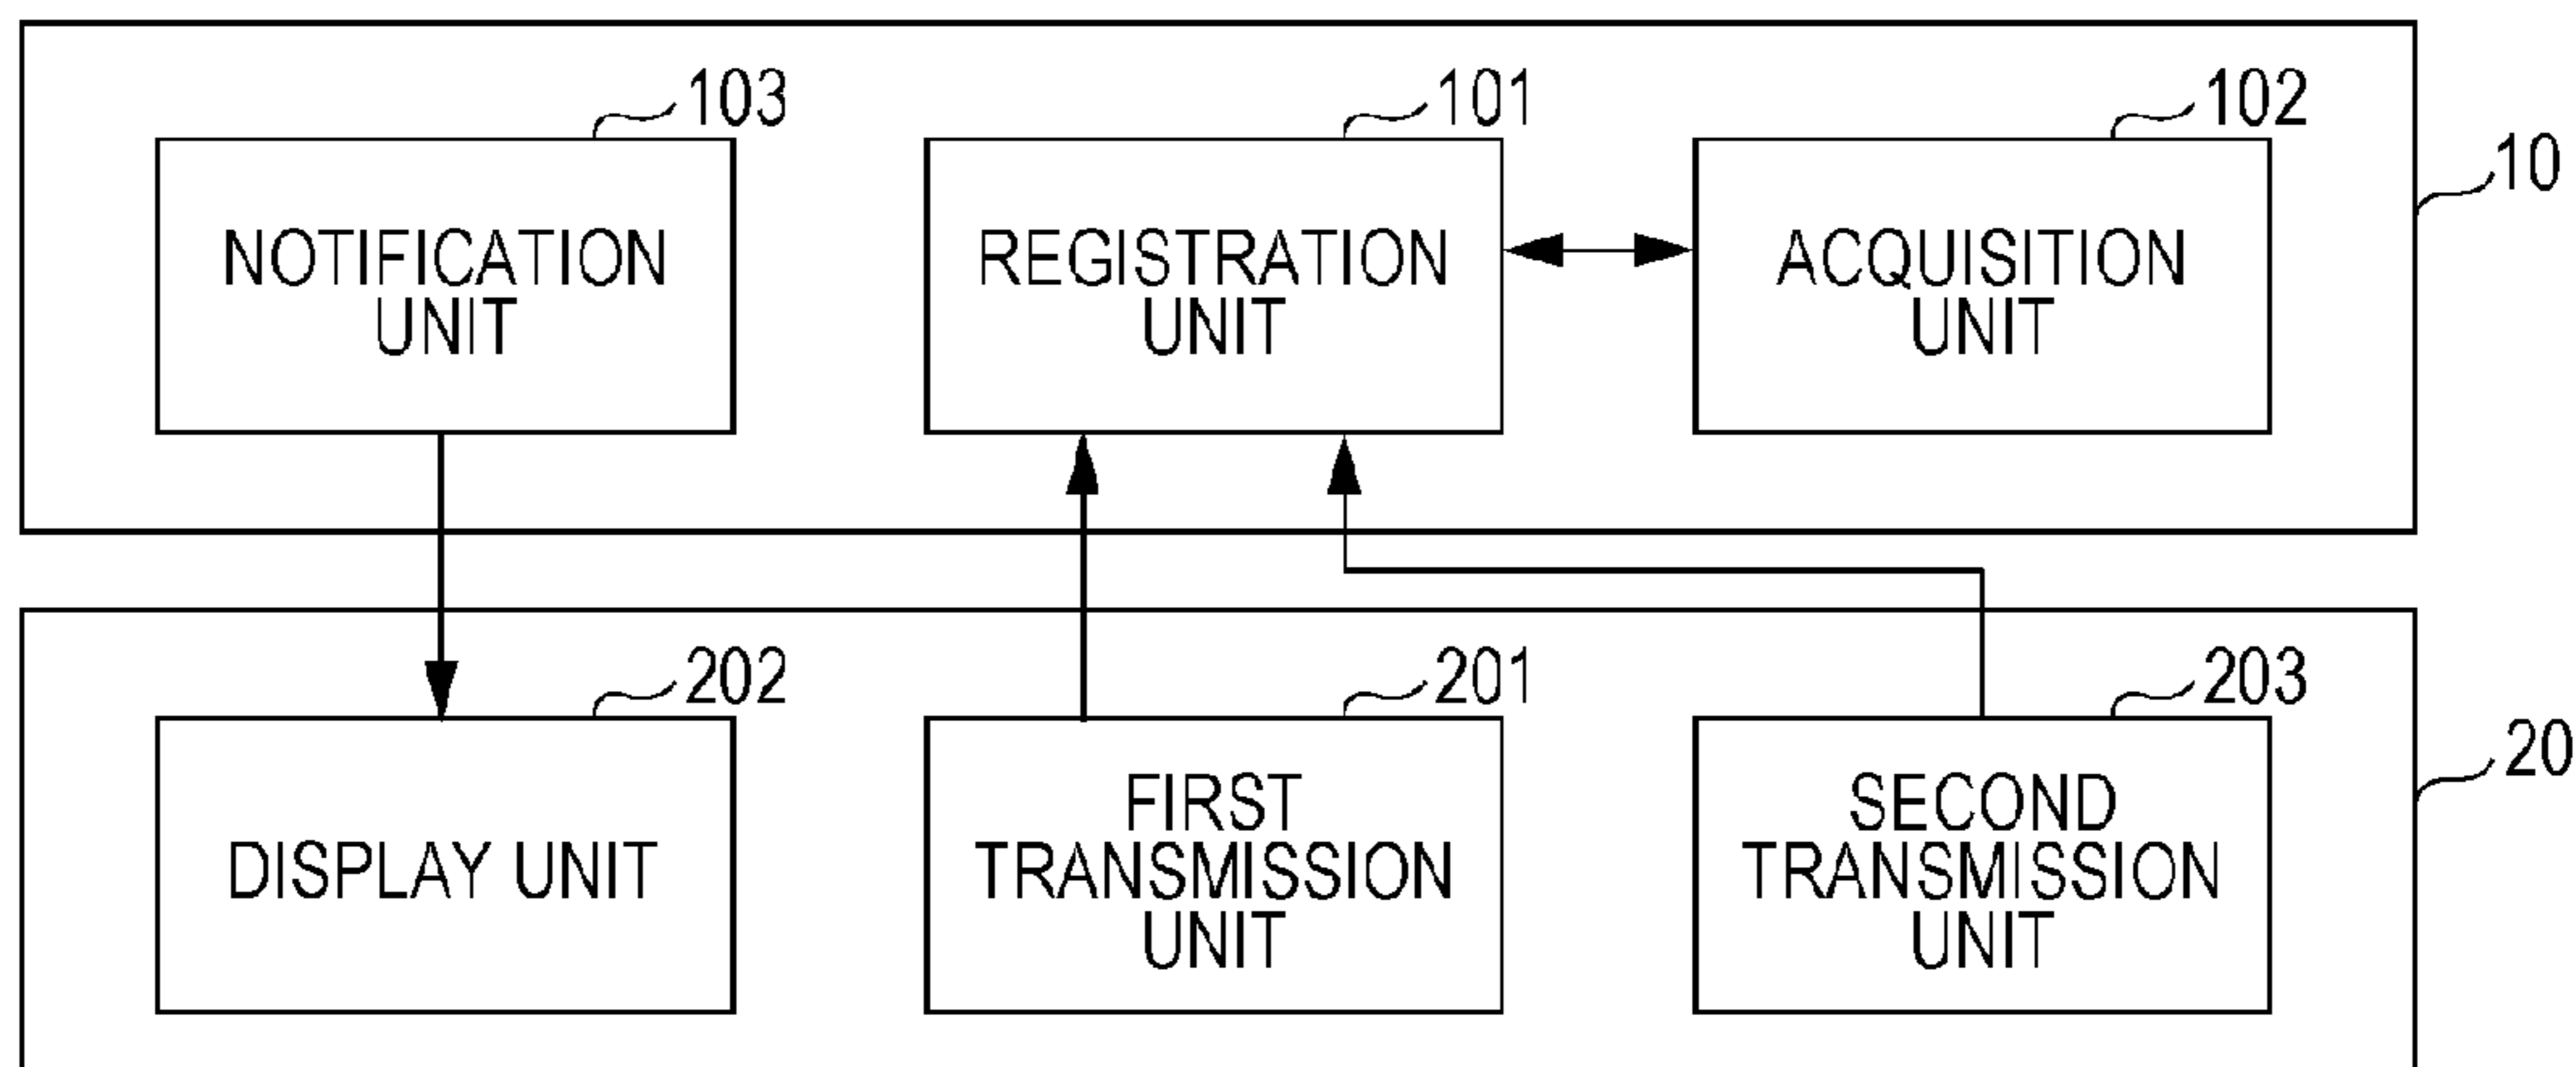 103
101
102
10
NOTIFICATION
UNIT
REGISTRATION
UNIT
ACQUISITION
UNIT
202
201
203
20
DISPLAY UNIT
FIRST
TRANSMISSION
UNIT
SECOND
TRANSMISSION
UNIT